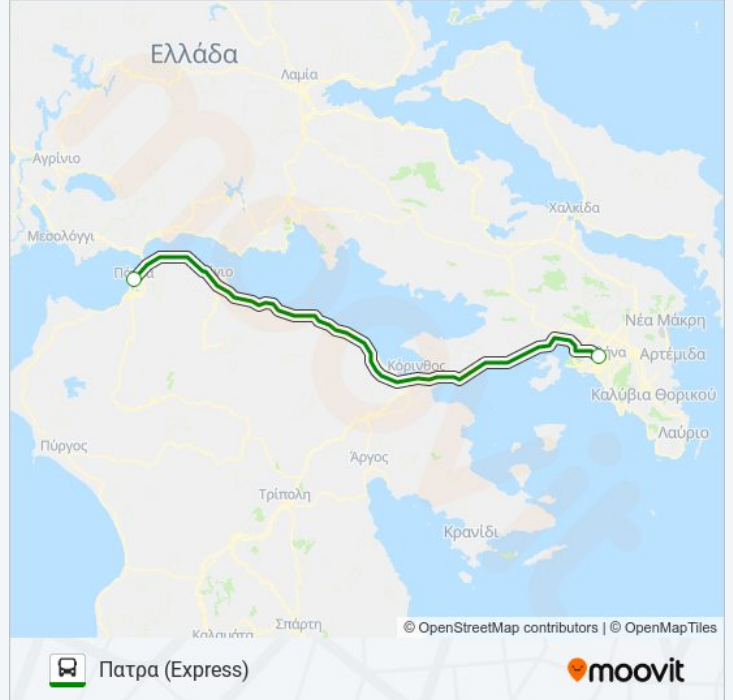 Ελλάδα
Λαμία
Αγρίνιο
Χαλκίδα
Μεσολόγγι
Νέα Μάκρη
Κόρινθος
Αρτέμιδα
Καλύβια Θορικού
Λαύριο
Πύργος
Άργος
Τρίπολη
Κρανίδι
Σπάρτη
Καλαμάτα
© OpenStreetMap contributors | © OpenMapTiles
Πατρα (Express)
moovit